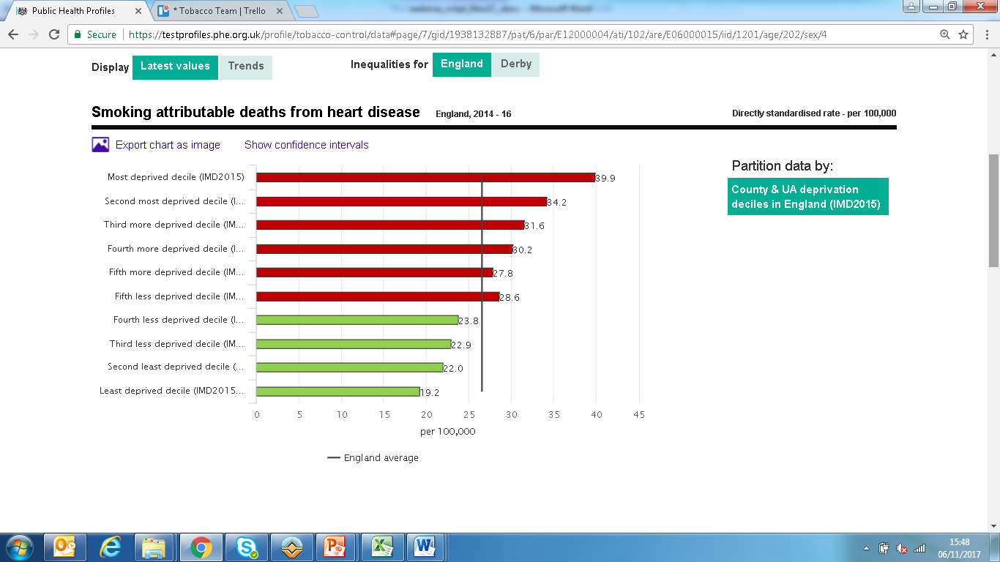 Public Health Profiles
* Tobacco Team | Trello
Secure
https://testprofiles.phe.org.uk/profile/tobacco-control/data#page/7/gid/1938132887/pat/6/par/E12000004/ati/102/are/E06000015/iid/1201/age/202/sex/4
Display Latest values Trends Inequalities for England Derby
Smoking attributable deaths from heart disease England, 2014 - 16 Directly standardised rate - per 100,000
Export chart as image Show confidence intervals
Partition data by:
County & UA deprivation
deciles in England (IMD2015)
Most deprived decile (IMD2015) 39.9
Second most deprived decile (I... 34.2
Third more deprived decile (IM... 31.6
Fourth more deprived decile (I... 30.2
Fifth more deprived decile (IM... 27.8
Fifth less deprived decile (IM... 28.6
Fourth less deprived decile (I... 23.8
Third less deprived decile (IM... 22.9
Second least deprived decile (... 22.0
Least deprived decile (IMD2015... 19.2
0 5 10 15 20 25 30 35 40 45
per 100,000
England average
15:48
06/11/2017